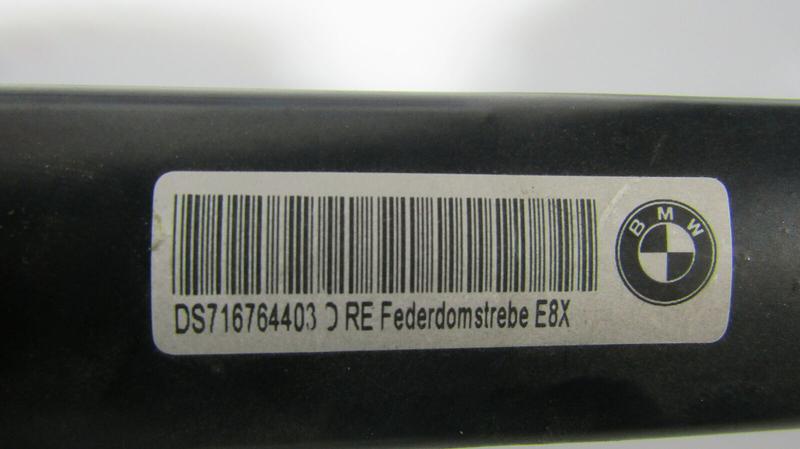 BMW
DS716764403 RE Federdomstrebe E8X